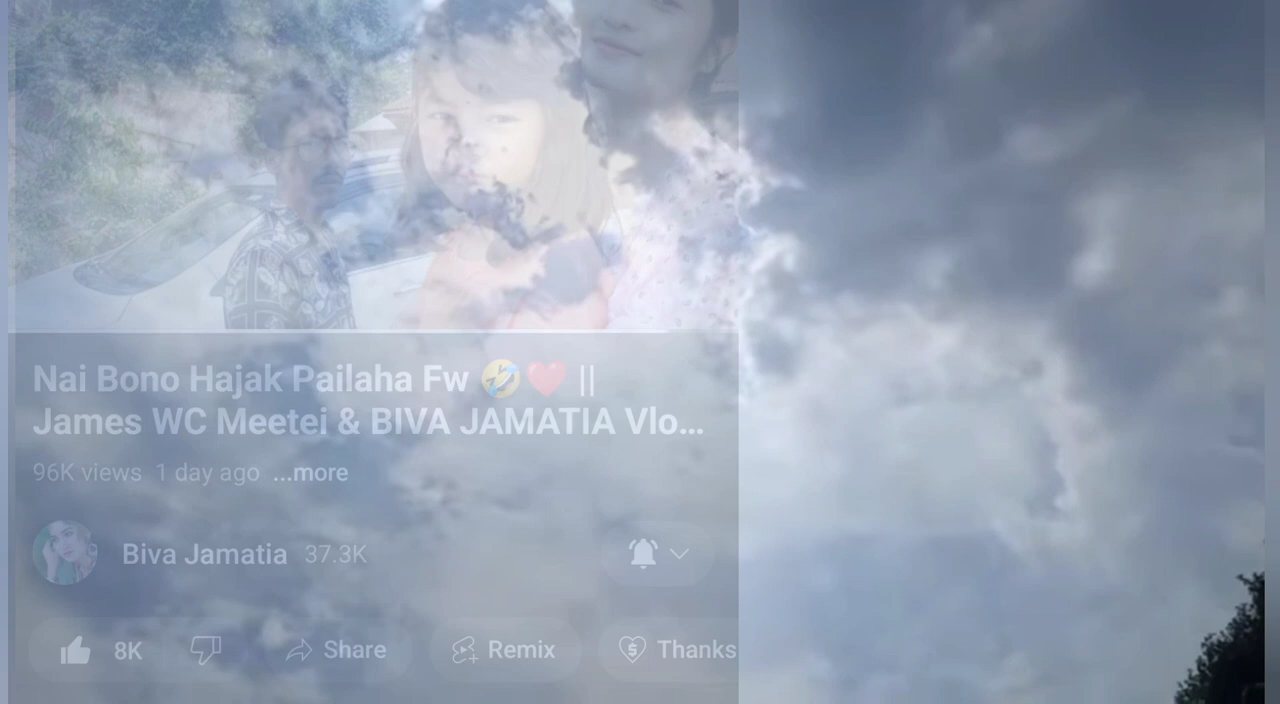 Nai Bono Hajak Pailaha Fw 🤣❤️ ||
James WC Meetei & BIVA JAMATIA Vlo...
96K views 1 day ago ...more
Biva Jamatia 37.3K
8K Share Remix Thanks